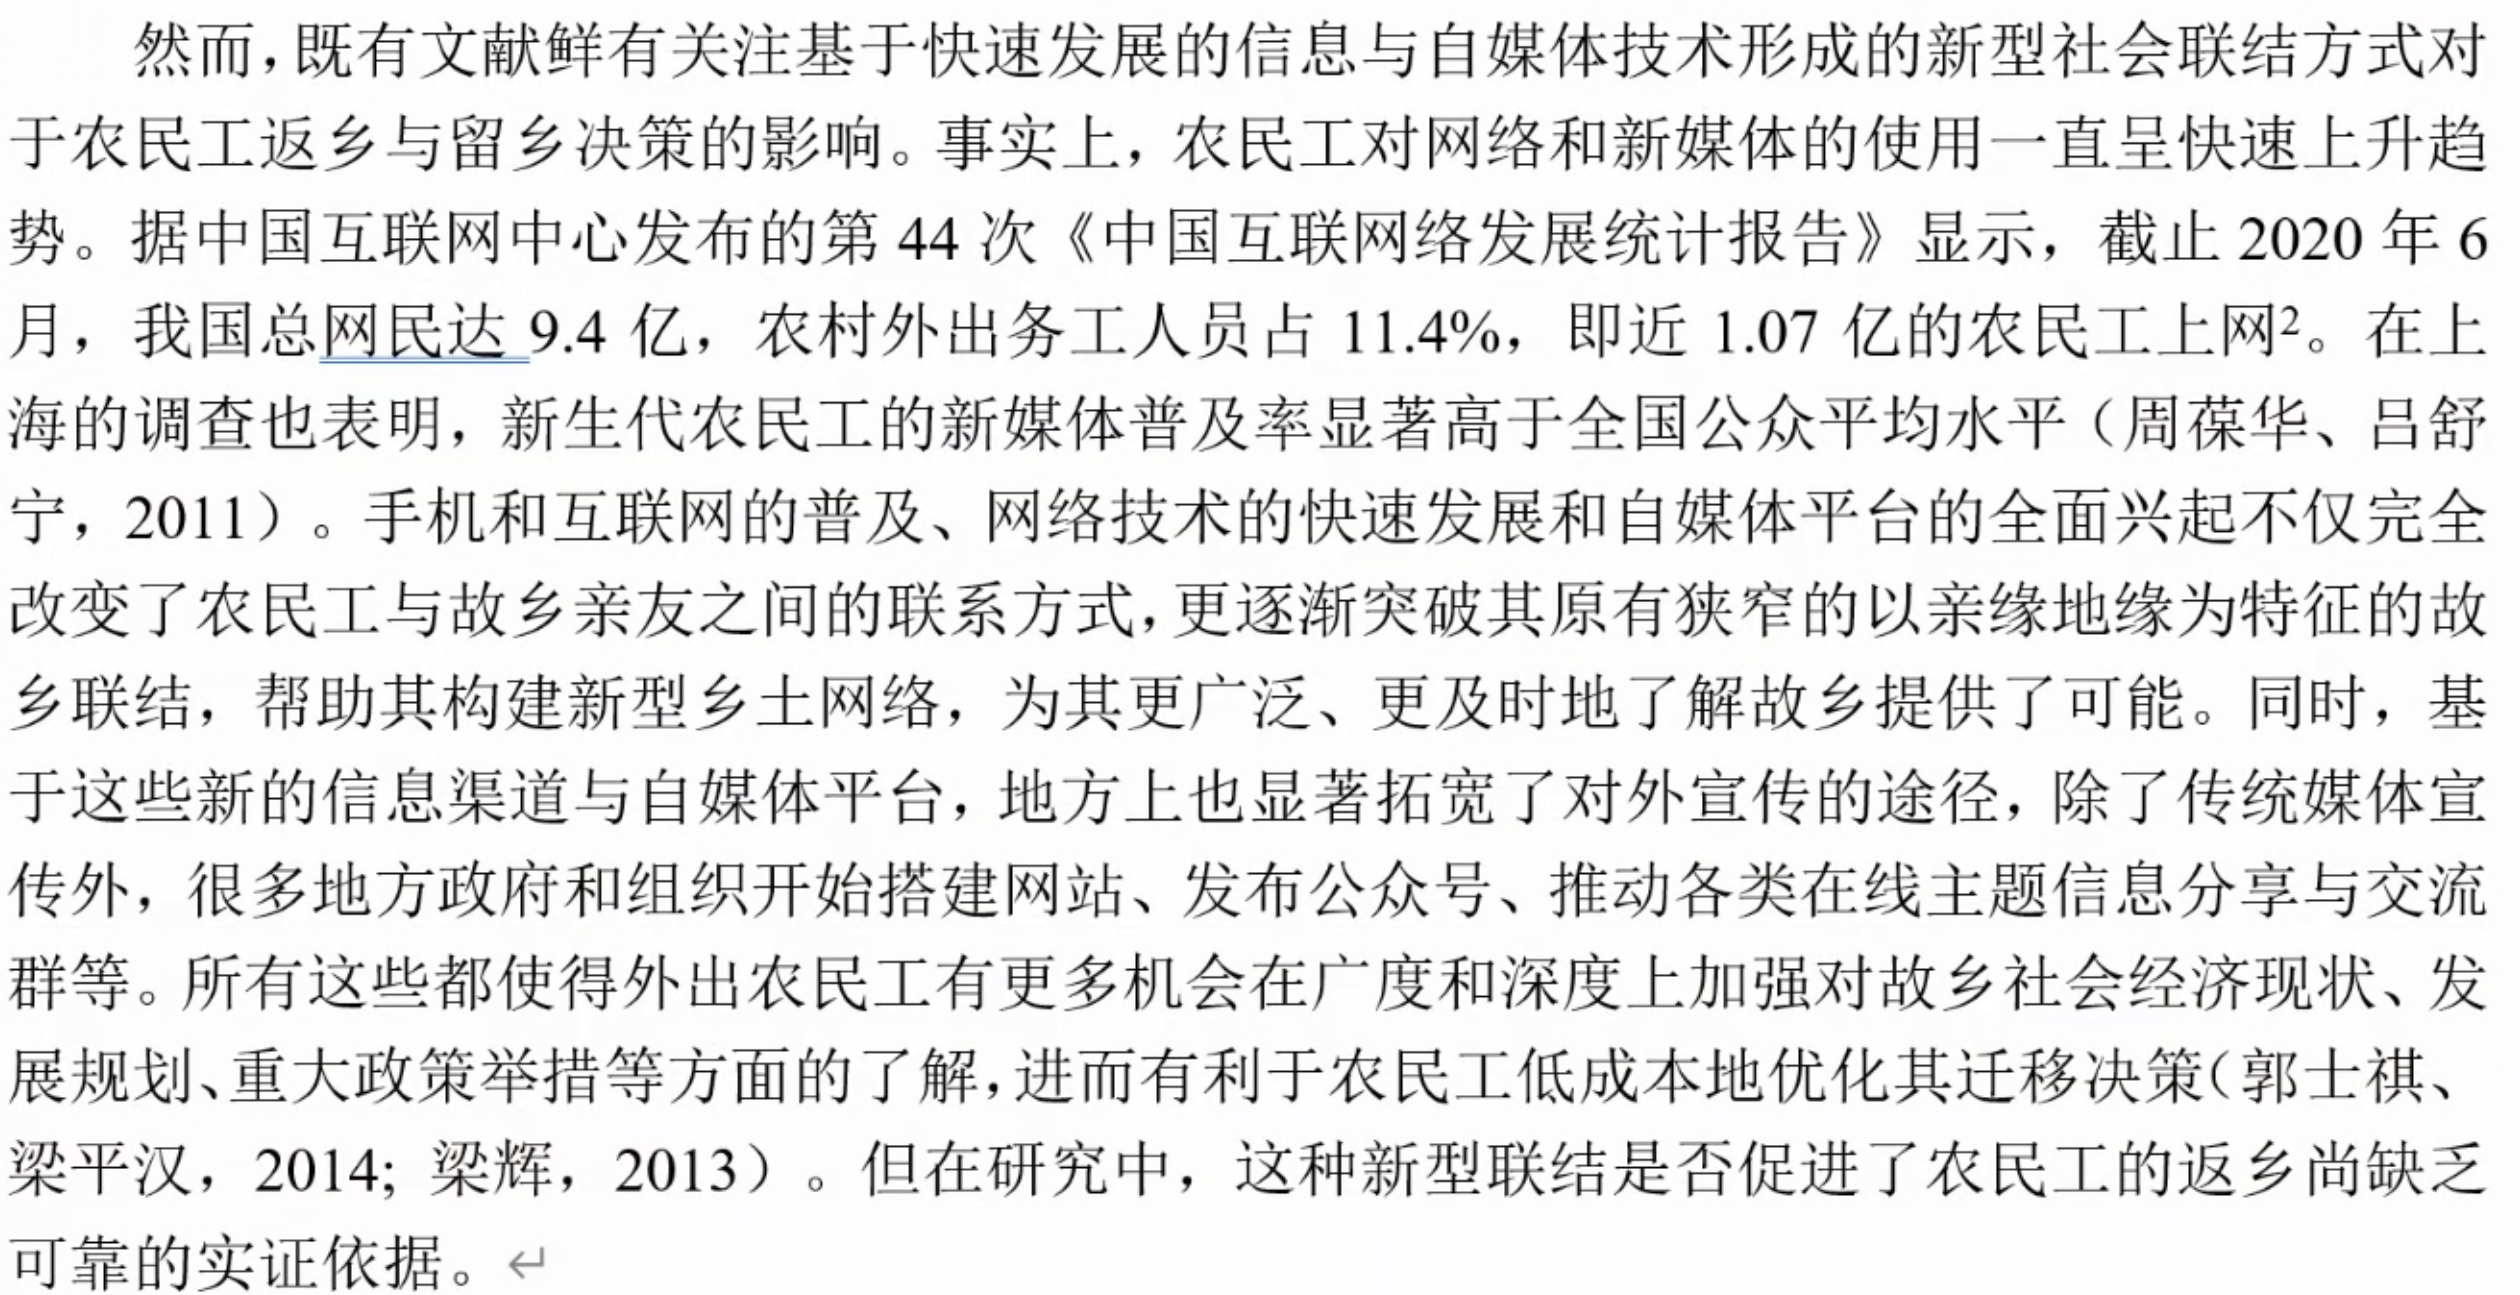 然而，既有文献鲜有关注基于快速发展的信息与自媒体技术形成的新型社会联结方式对
于农民工返乡与留乡决策的影响。事实上，农民工对网络和新媒体的使用一直呈快速上升趋
势。据中国互联网中心发布的第 44 次《中国互联网络发展统计报告》显示，截止 2020 年 6
月，我国总网民达 9.4 亿，农村外出务工人员占 11.4%，即近 1.07 亿的农民工上网²。在上
海的调查也表明，新生代农民工的新媒体普及率显著高于全国公众平均水平（周葆华、吕舒
宁，2011）。手机和互联网的普及、网络技术的快速发展和自媒体平台的全面兴起不仅完全
改变了农民工与故乡亲友之间的联系方式，更逐渐突破其原有狭窄的以亲缘地缘为特征的故
乡联结，帮助其构建新型乡土网络，为其更广泛、更及时地了解故乡提供了可能。同时，基
于这些新的信息渠道与自媒体平台，地方上也显著拓宽了对外宣传的途径，除了传统媒体宣
传外，很多地方政府和组织开始搭建网站、发布公众号、推动各类在线主题信息分享与交流
群等。所有这些都使得外出农民工有更多机会在广度和深度上加强对故乡社会经济现状、发
展规划、重大政策举措等方面的了解，进而有利于农民工低成本地优化其迁移决策（郭士祺、
梁平汉，2014; 梁辉，2013）。但在研究中，这种新型联结是否促进了农民工的返乡尚缺乏
可靠的实证依据。↵